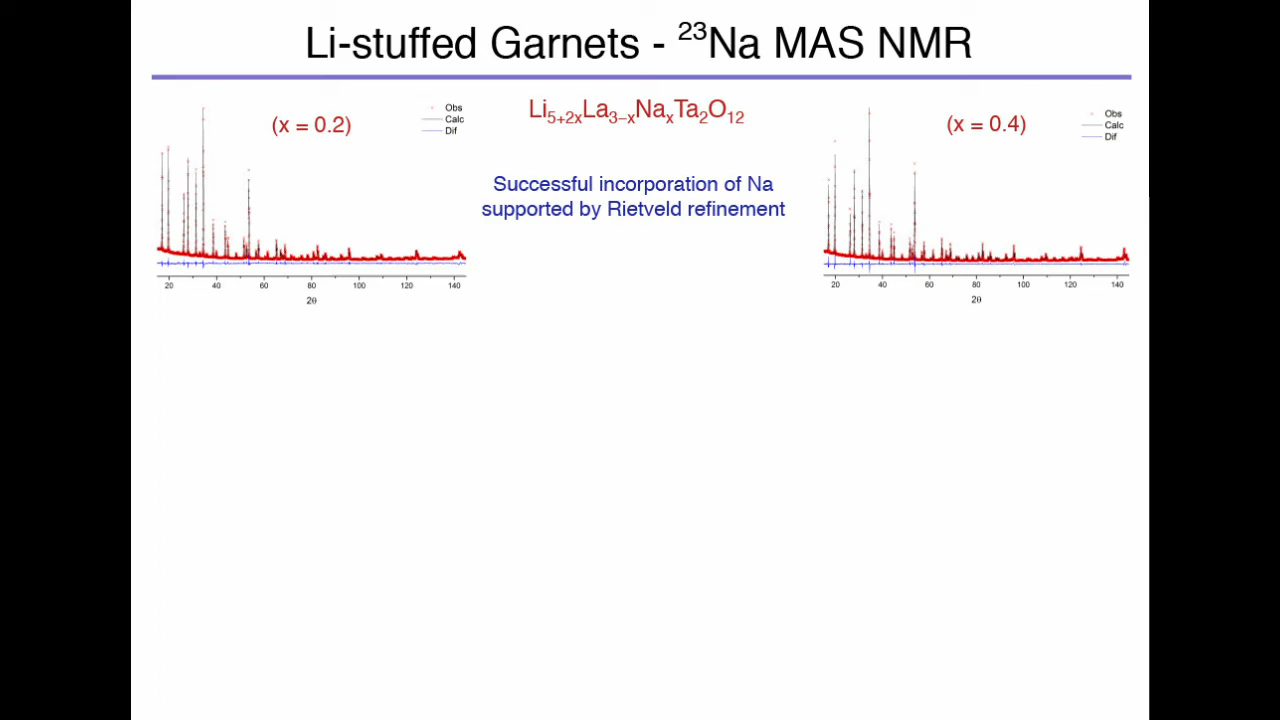 Li-stuffed Garnets - ²³Na MAS NMR
Li₅₊₂ₓLa₃₋ₓNaₓTa₂O₁₂
(x = 0.2)
Obs
Calc
Dif
(x = 0.4)
Obs
Calc
Dif
Successful incorporation of Na
supported by Rietveld refinement
20 40 60 80 100 120 140
2θ
20 40 60 80 100 120 140
2θ